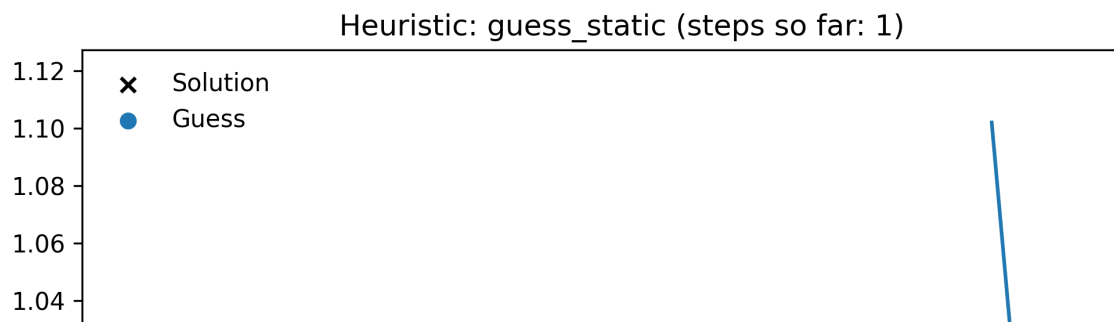 Heuristic: guess_static (steps so far: 1)
1.12
Solution
Guess
1.10
1.08
1.06
1.04